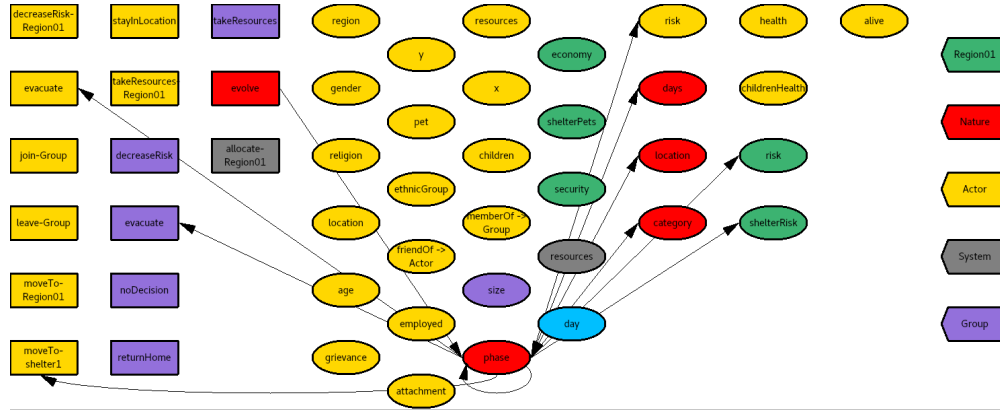 decreaseRisk-
Region01
stayInLocation
takeResources
region
resources
risk
health
alive
y
economy
Region01
evacuate
takeResources-
Region01
evolve
gender
x
days
childrenHealth
pet
shelterPets
Nature
join-Group
decreaseRisk
allocate-
Region01
religion
children
location
risk
ethnicGroup
security
Actor
leave-Group
evacuate
location
memberOf ->
Group
category
shelterRisk
friendOf ->
Actor
resources
System
moveTo-
Region01
noDecision
age
size
employed
day
Group
moveTo-
shelter1
returnHome
grievance
phase
attachment